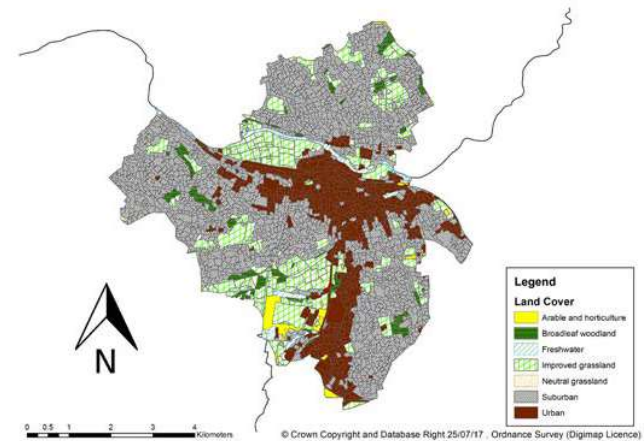 Legend
Land Cover
Arable and horticulture
Broadleaf woodland
Freshwater
Improved grassland
Neutral grassland
Suburban
Urban
N
0 0.5 1 2 3 4
Kilometers
© Crown Copyright and Database Right 25/07/17 . Ordnance Survey (Digimap Licence)